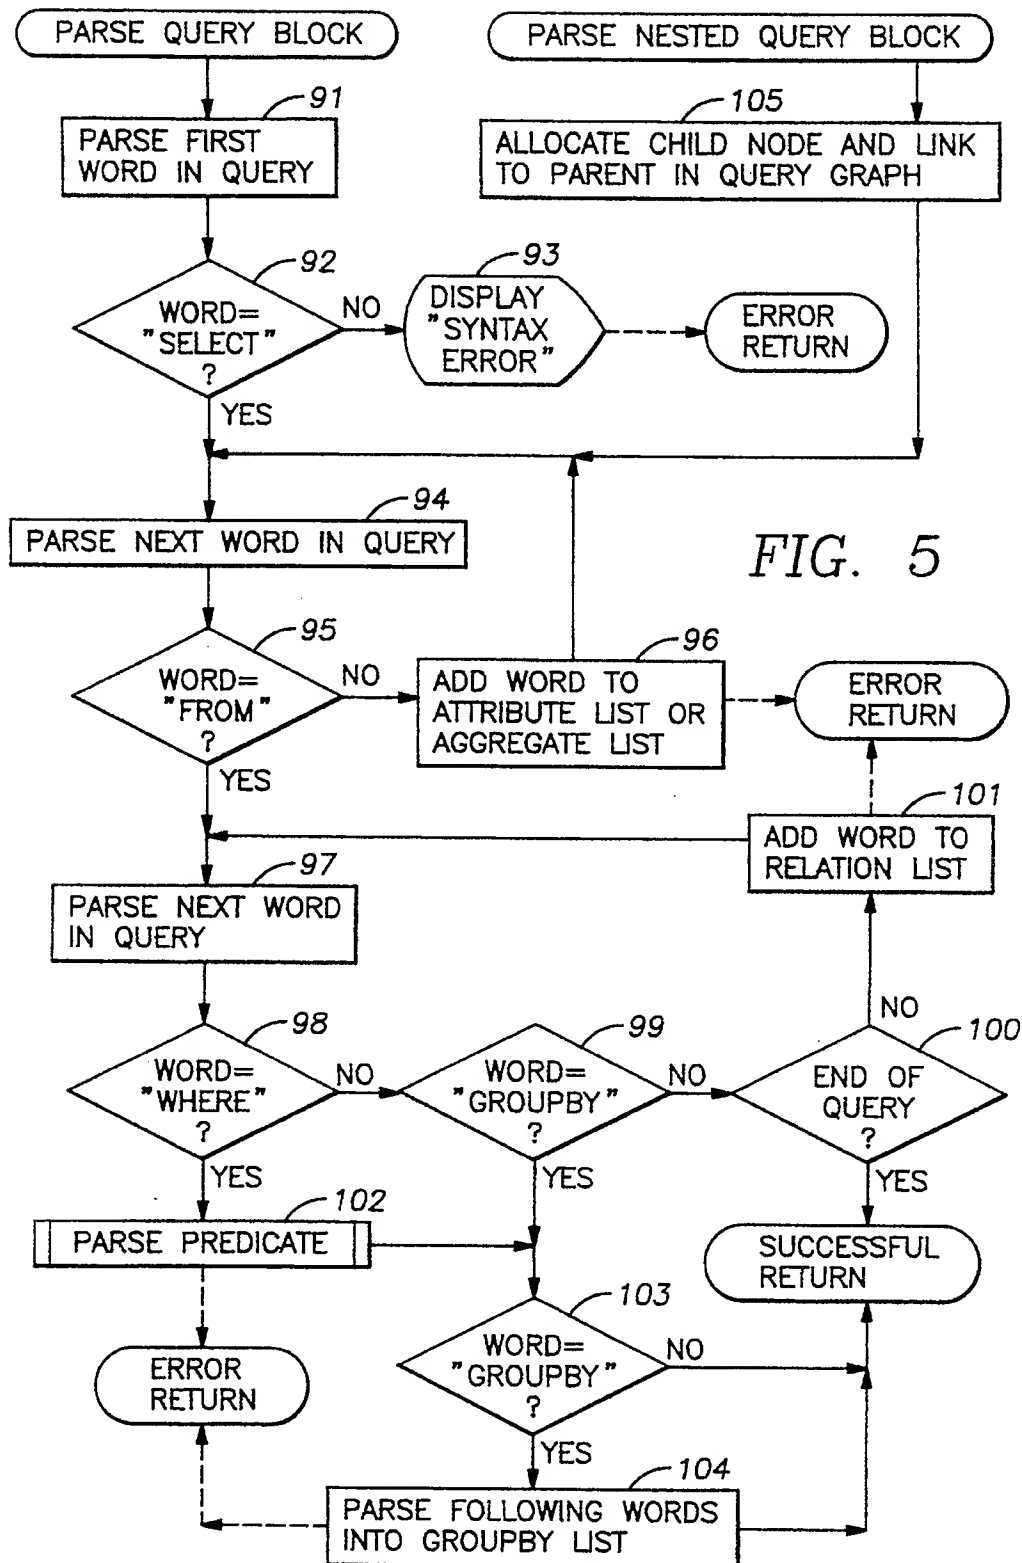 PARSE QUERY BLOCK
PARSE NESTED QUERY BLOCK
91
105
PARSE FIRST
WORD IN QUERY
ALLOCATE CHILD NODE AND LINK
TO PARENT IN QUERY GRAPH
92
93
WORD=
"SELECT"
?
NO
DISPLAY
"SYNTAX
ERROR"
ERROR
RETURN
YES
94
PARSE NEXT WORD IN QUERY
FIG. 5
95
96
WORD=
"FROM"
?
NO
ADD WORD TO
ATTRIBUTE LIST OR
AGGREGATE LIST
ERROR
RETURN
YES
101
ADD WORD TO
RELATION LIST
97
PARSE NEXT WORD
IN QUERY
98
99
NO
100
WORD=
"WHERE"
?
NO
WORD=
"GROUPBY"
?
NO
END OF
QUERY
?
YES
YES
YES
102
PARSE PREDICATE
SUCCESSFUL
RETURN
103
WORD=
"GROUPBY"
?
NO
ERROR
RETURN
YES
104
PARSE FOLLOWING WORDS
INTO GROUPBY LIST